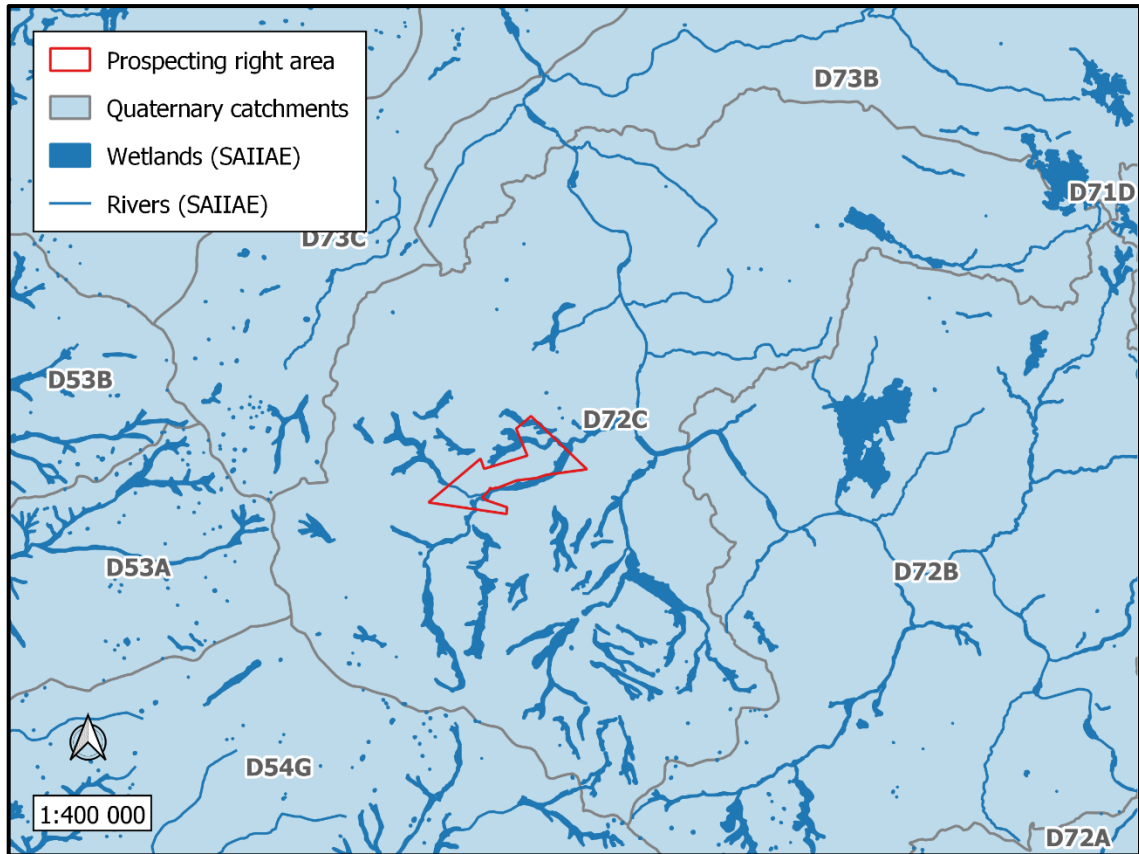 Prospecting right area
Quaternary catchments
Wetlands (SAIIAE)
Rivers (SAIIAE)
D73B
D71D
D73C
D53B
D72C
D53A
D72B
D54G
1:400 000
D72A